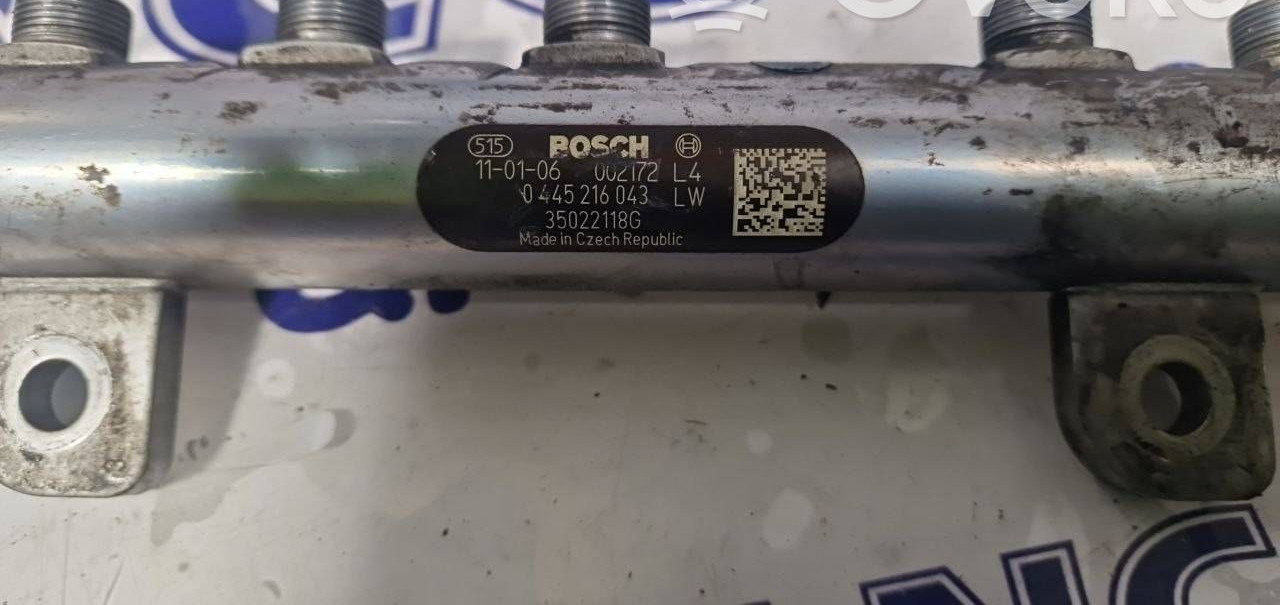 515 BOSCH
11-01-06 002172 L4
0 445 216 043 LW
35022118G
Made in Czech Republic